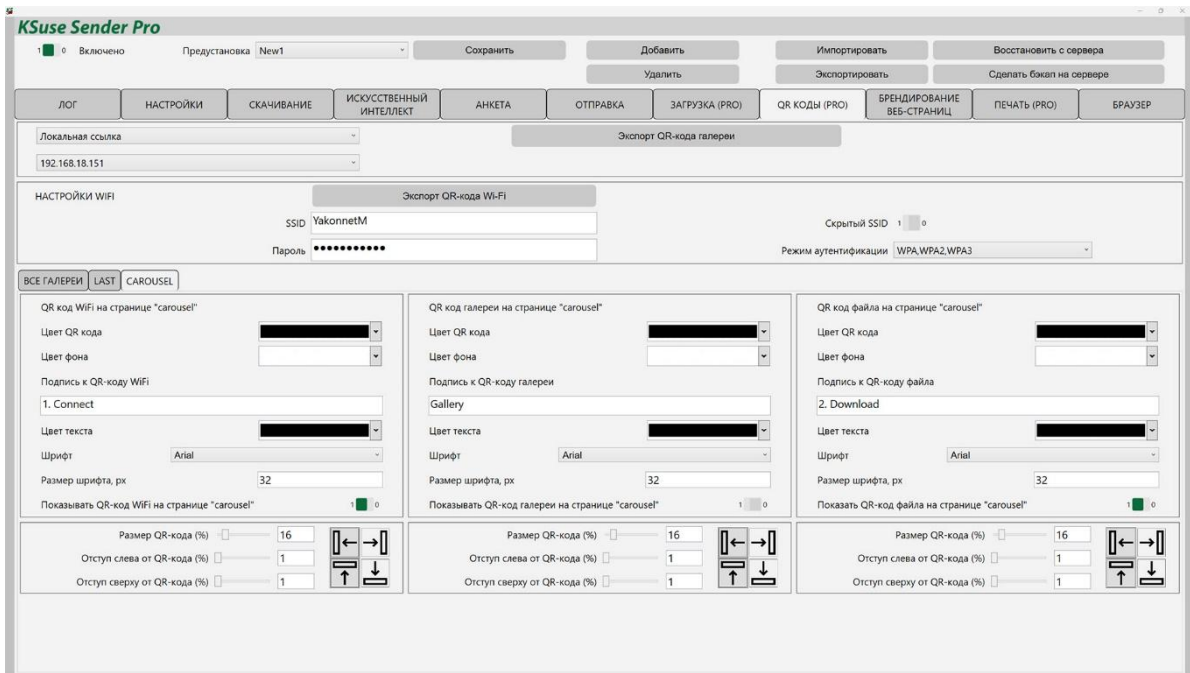 KSuse Sender Pro
1 0 Включено Предустановка New1 Сохранить Добавить Импортировать Восстановить с сервера
Удалить Экспортировать Сделать бэкап на сервере
ЛОГ НАСТРОЙКИ СКАЧИВАНИЕ ИСКУССТВЕННЫЙ ИНТЕЛЛЕКТ АНКЕТА ОТПРАВКА ЗАГРУЗКА (PRO) QR КОДЫ (PRO) БРЕНДИРОВАНИЕ ВЕБ-СТРАНИЦ ПЕЧАТЬ (PRO) БРАУЗЕР
Локальная ссылка Экспорт QR-кода галереи
192.168.18.151
НАСТРОЙКИ WIFI Экспорт QR-кода Wi-Fi
SSID YakonnetM Скрытый SSID 1 0
Пароль ●●●●●●●●●●● Режим аутентификации WPA,WPA2,WPA3
ВСЕ ГАЛЕРЕИ LAST CAROUSEL
QR код WiFi на странице "carousel" QR код галереи на странице "carousel" QR код файла на странице "carousel"
Цвет QR кода Цвет QR кода Цвет QR кода
Цвет фона Цвет фона Цвет фона
Подпись к QR-коду WiFi Подпись к QR-коду галереи Подпись к QR-коду файла
1. Connect Gallery 2. Download
Цвет текста Цвет текста Цвет текста
Шрифт Arial Шрифт Arial Шрифт Arial
Размер шрифта, px 32 Размер шрифта, px 32 Размер шрифта, px 32
Показывать QR-код WiFi на странице "carousel" 1 0 Показывать QR-код галереи на странице "carousel" 1 0 Показать QR-код файла на странице "carousel" 1 0
Размер QR-кода (%) 16 Размер QR-кода (%) 16 Размер QR-кода (%) 16
Отступ слева от QR-кода (%) 1 Отступ слева от QR-кода (%) 1 Отступ слева от QR-кода (%) 1
Отступ сверху от QR-кода (%) 1 Отступ сверху от QR-кода (%) 1 Отступ сверху от QR-кода (%) 1